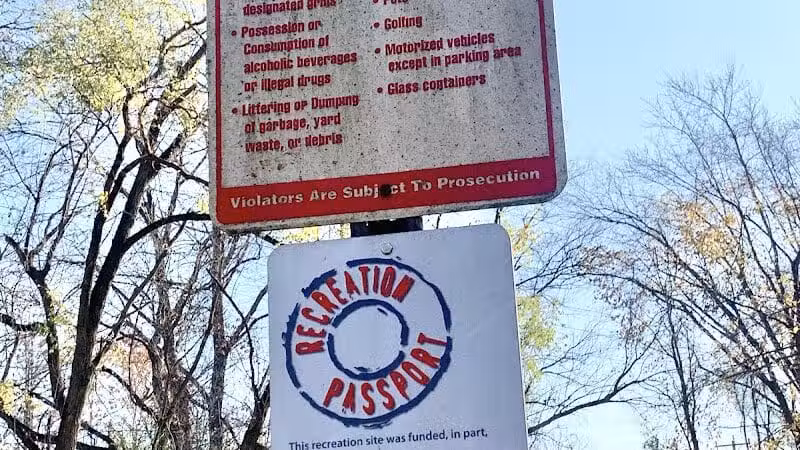 designated grills
• Possession or
Consumption of
alcoholic beverages
or illegal drugs
• Littering or Dumping
of garbage, yard
waste, or debris
• Pets
• Golfing
• Motorized vehicles
except in parking area
• Glass containers
Violators Are Subject To Prosecution
RECREATION
PASSPORT
This recreation site was funded, in part,